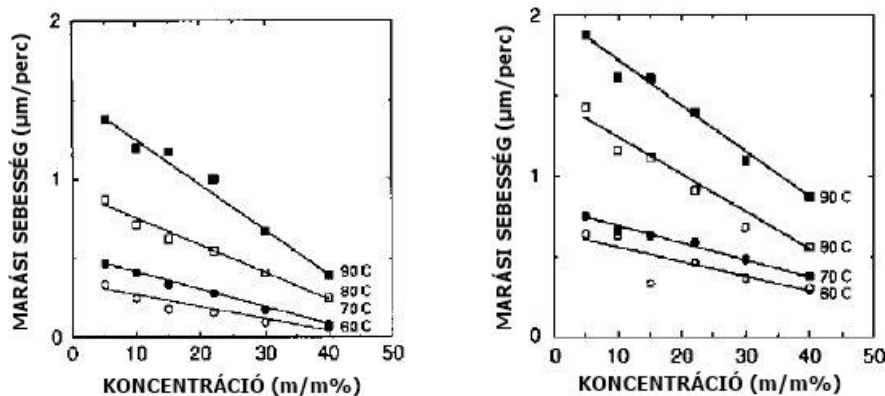 MARÁSI SEBESSÉG (μm/perc)
2
1
0
90 C
80 C
70 C
60 C
0 10 20 30 40 50
KONCENTRÁCIÓ (m/m%)
MARÁSI SEBESSÉG (μm/perc)
2
1
0
90 C
80 C
70 C
60 C
0 10 20 30 40 50
KONCENTRÁCIÓ (m/m%)